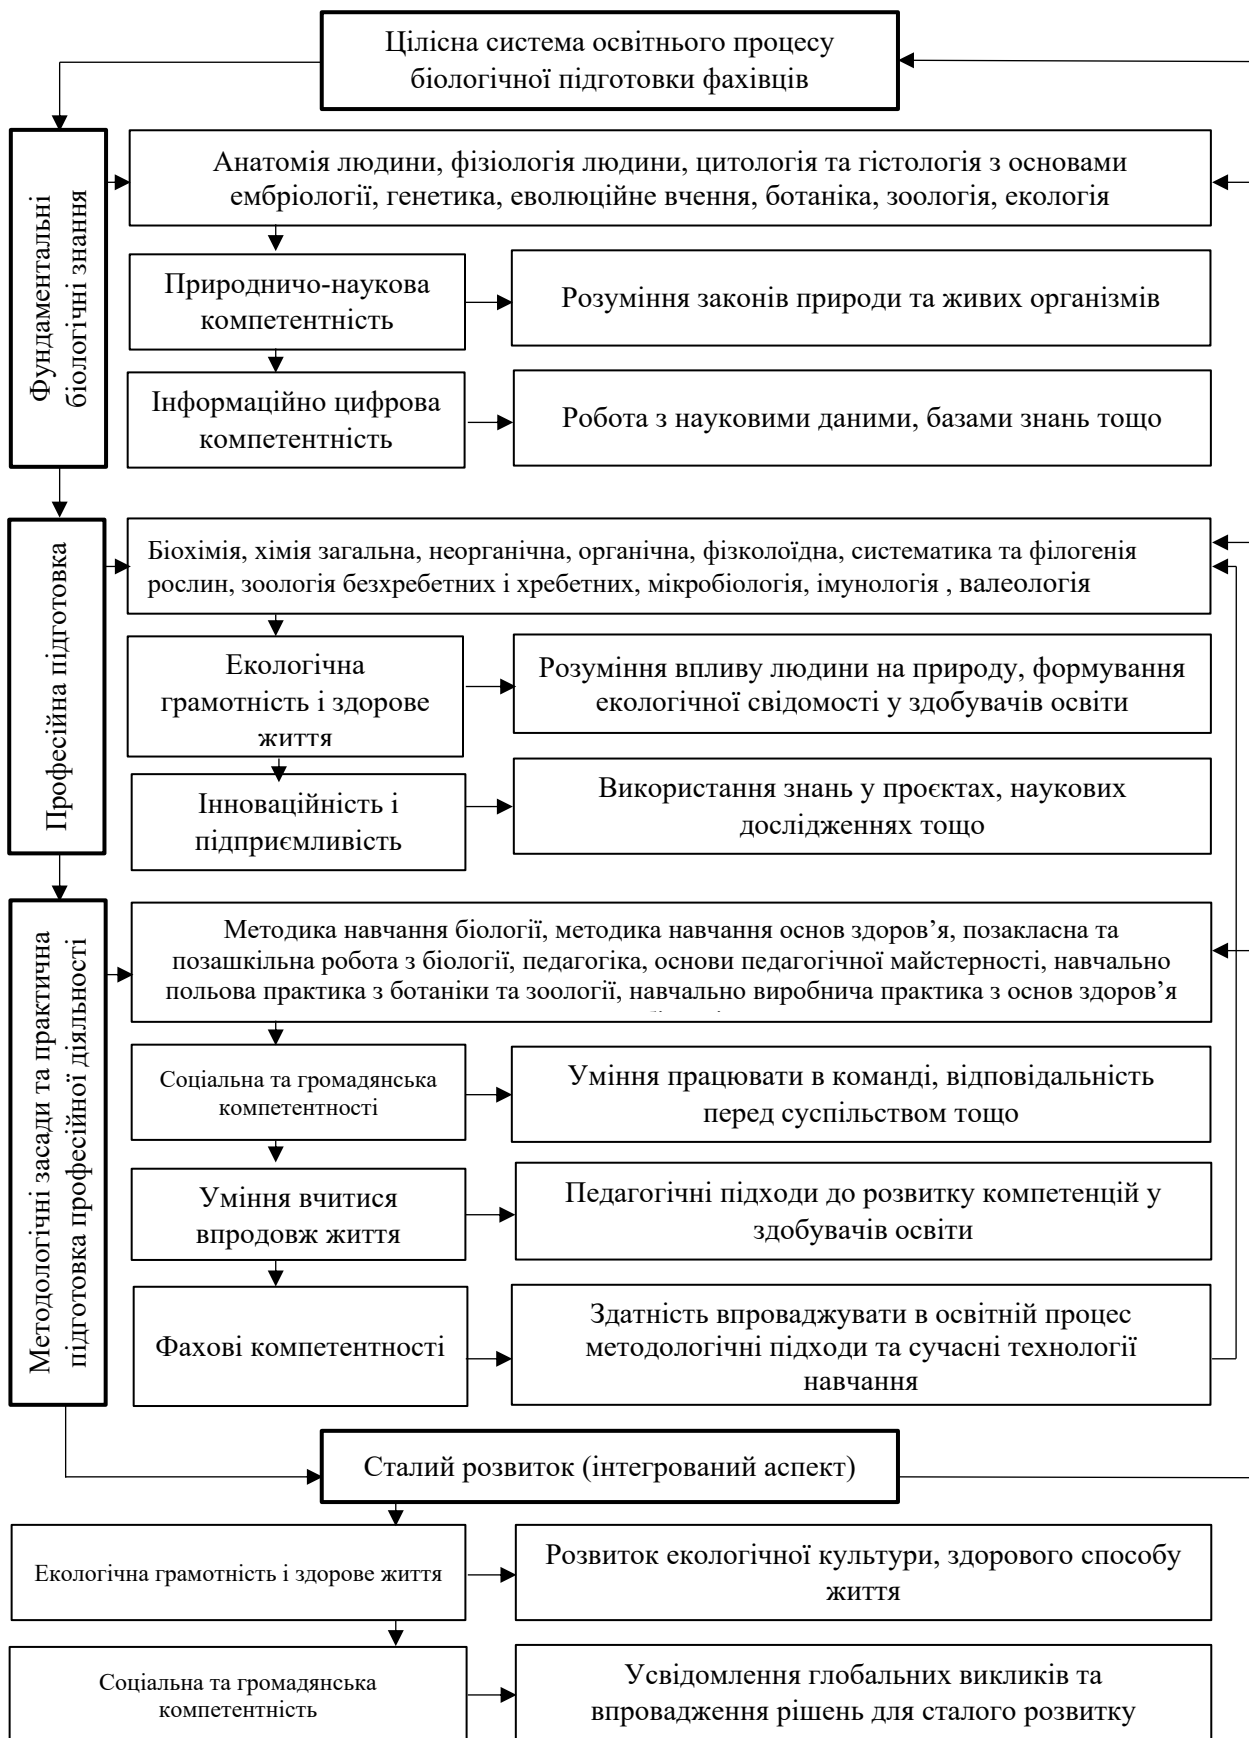 Цілісна система освітнього процесу
біологічної підготовки фахівців
Фундаментальні
біологічні знання
Анатомія людини, фізіологія людини, цитологія та гістологія з основами
ембріології, генетика, еволюційне вчення, ботаніка, зоологія, екологія
Природничо-наукова
компетентність
Розуміння законів природи та живих організмів
Інформаційно цифрова
компетентність
Робота з науковими даними, базами знань тощо
Професійна підготовка
Біохімія, хімія загальна, неорганічна, органічна, фізколоїдна, систематика та філогенія
рослин, зоологія безхребетних і хребетних, мікробіологія, імунологія , валеологія
Екологічна
грамотність і здорове
життя
Розуміння впливу людини на природу, формування
екологічної свідомості у здобувачів освіти
Інноваційність і
підприємливість
Використання знань у проєктах, наукових
дослідженнях тощо
Методологічні засади та практична
підготовка професійної діяльності
Методика навчання біології, методика навчання основ здоров’я, позакласна та
позашкільна робота з біології, педагогіка, основи педагогічної майстерності, навчально
польова практика з ботаніки та зоології, навчально виробнича практика з основ здоров’я
Соціальна та громадянська
компетентності
Уміння працювати в команді, відповідальність
перед суспільством тощо
Уміння вчитися
впродовж життя
Педагогічні підходи до розвитку компетенцій у
здобувачів освіти
Фахові компетентності
Здатність впроваджувати в освітній процес
методологічні підходи та сучасні технології
навчання
Сталий розвиток (інтегрований аспект)
Екологічна грамотність і здорове життя
Розвиток екологічної культури, здорового способу
життя
Соціальна та громадянська
компетентність
Усвідомлення глобальних викликів та
впровадження рішень для сталого розвитку